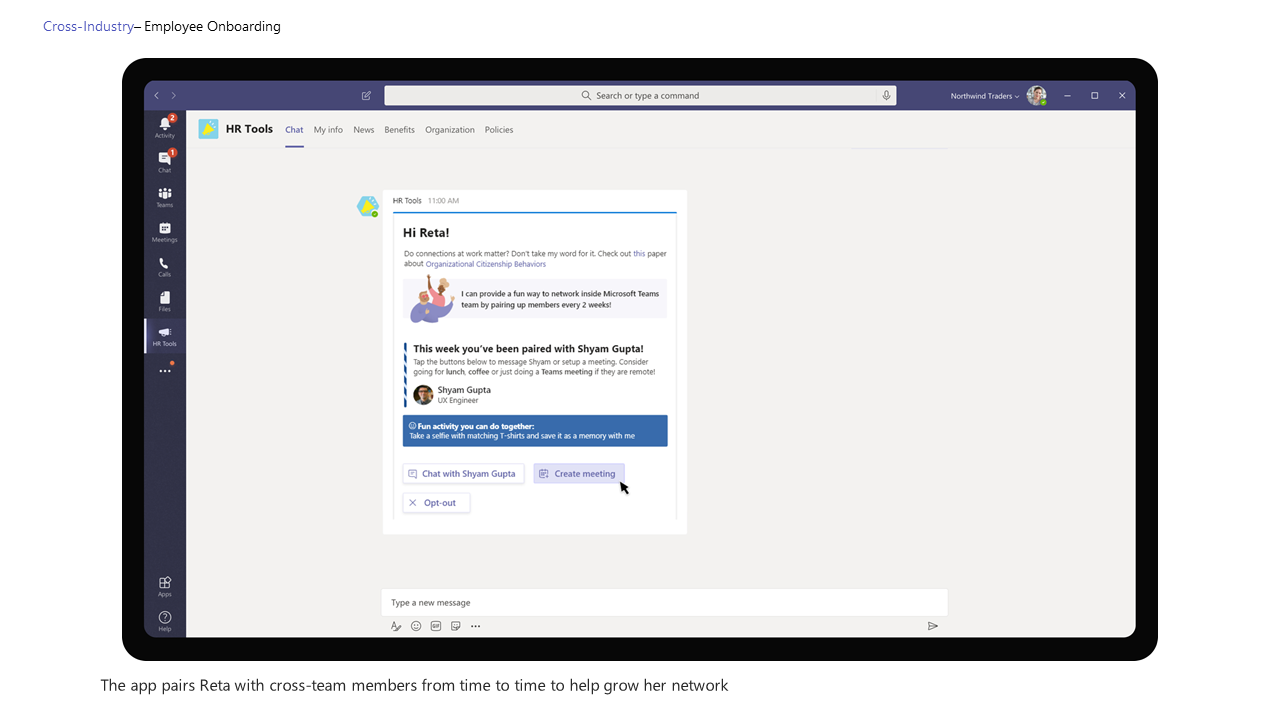 Cross-Industry– Employee Onboarding
Search or type a command
Northwind Traders
2
Activity
HR Tools
Chat
My info
News
Benefits
Organization
Policies
1
Chat
Teams
Meetings
Calls
Files
HR Tools
Apps
Help
HR Tools 11:00 AM
Hi Reta!
Do connections at work matter? Don't take my word for it. Check out this paper
about Organizational Citizenship Behaviors
I can provide a fun way to network inside Microsoft Teams
team by pairing up members every 2 weeks!
This week you've been paired with Shyam Gupta!
Tap the buttons below to message Shyam or setup a meeting. Consider
going for lunch, coffee or just doing a Teams meeting if they are remote!
Shyam Gupta
UX Engineer
Fun activity you can do together:
Take a selfie with matching T-shirts and save it as a memory with me
Chat with Shyam Gupta
Create meeting
Opt-out
Type a new message
GIF
The app pairs Reta with cross-team members from time to time to help grow her network